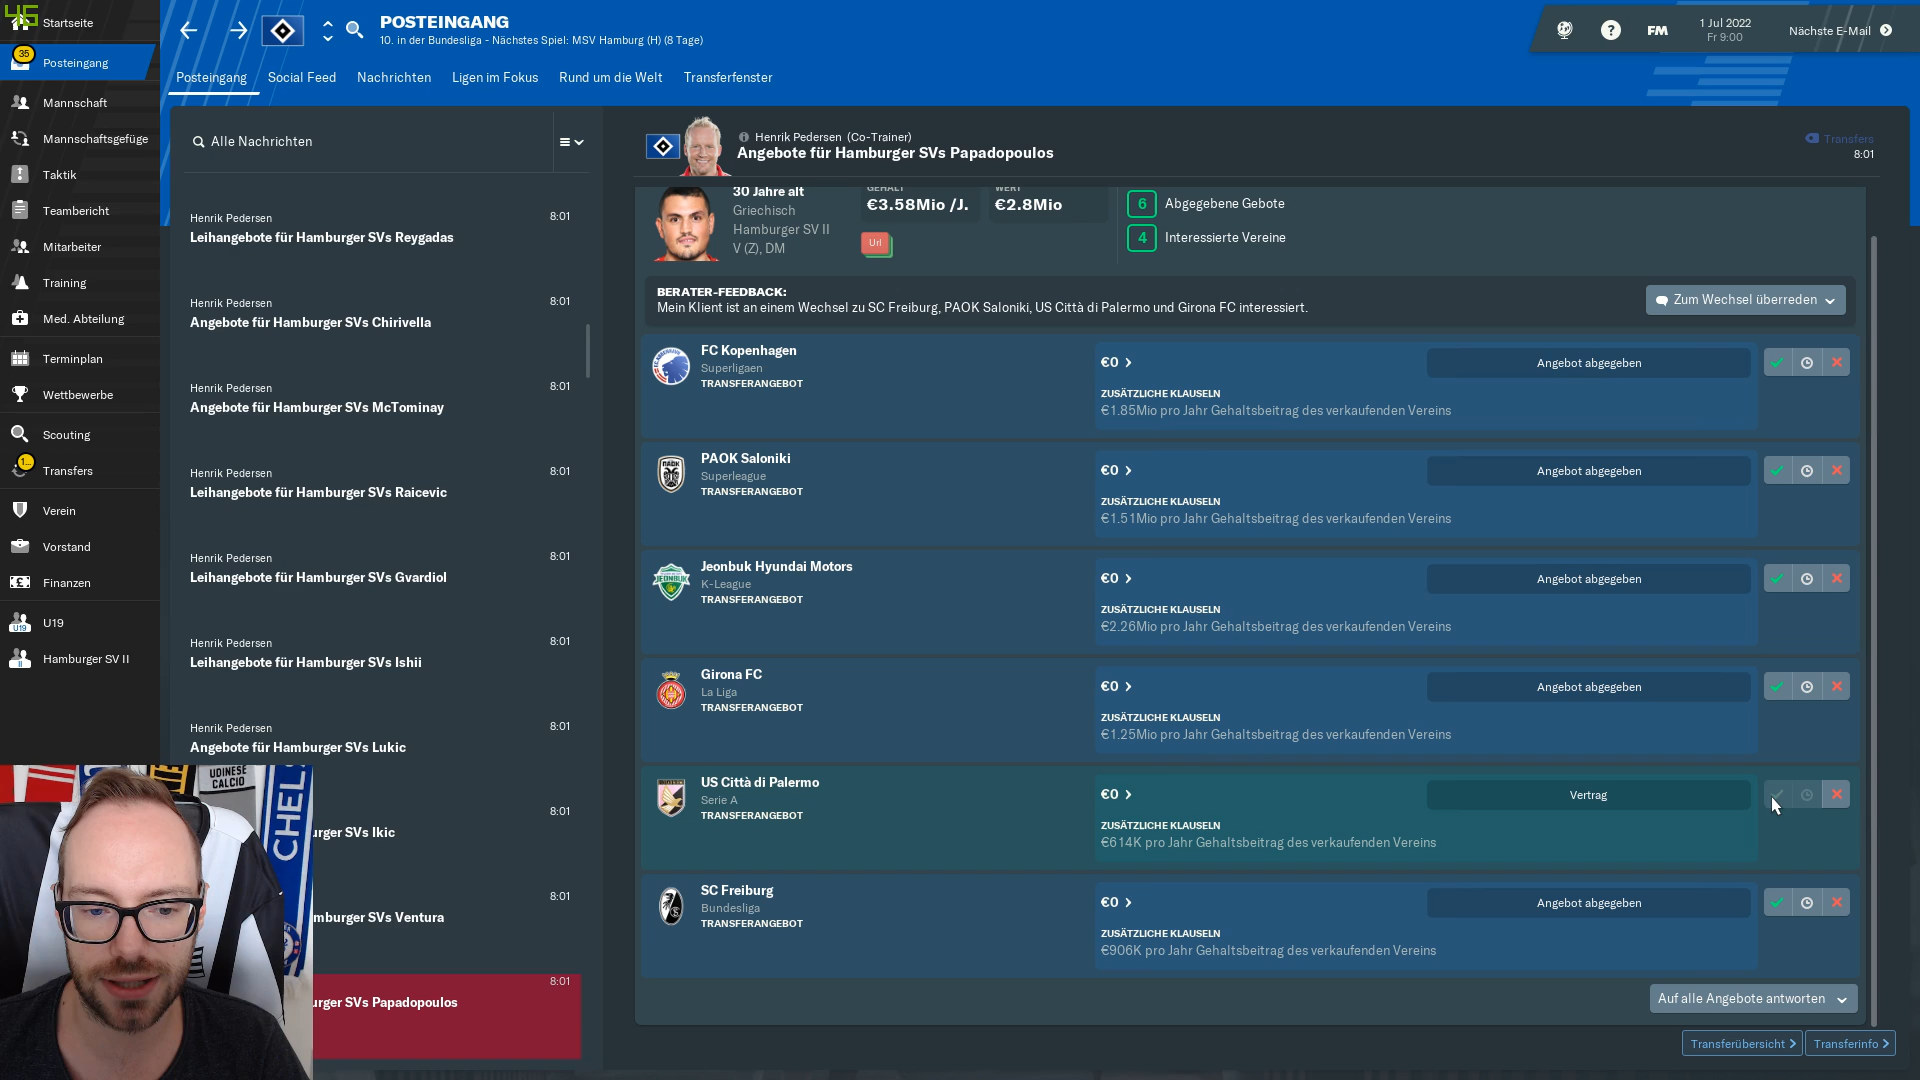 46
Startseite
35
Posteingang
Mannschaft
Mannschaftsgefüge
Taktik
Teambericht
Mitarbeiter
Training
Med. Abteilung
Terminplan
Wettbewerbe
Scouting
1...
Transfers
Verein
Vorstand
Finanzen
U19
U19
II
Hamburger SV II
POSTEINGANG
10. in der Bundesliga - Nächstes Spiel: MSV Hamburg (H) (8 Tage)
?
FM
1 Jul 2022
Fr 9:00
Nächste E-Mail
Posteingang
Social Feed
Nachrichten
Ligen im Fokus
Rund um die Welt
Transferfenster
Alle Nachrichten
Henrik Pedersen
8:01
Leihangebote für Hamburger SVs Reygadas
Henrik Pedersen
8:01
Angebote für Hamburger SVs Chirivella
Henrik Pedersen
8:01
Angebote für Hamburger SVs McTominay
Henrik Pedersen
8:01
Leihangebote für Hamburger SVs Raicevic
Henrik Pedersen
8:01
Leihangebote für Hamburger SVs Gvardiol
Henrik Pedersen
8:01
Leihangebote für Hamburger SVs Ishii
Henrik Pedersen
8:01
Angebote für Hamburger SVs Lukic
8:01
urger SVs Ikic
8:01
mburger SVs Ventura
8:01
urger SVs Papadopoulos
UDINESE
CALCIO
CHEL
Henrik Pedersen (Co-Trainer)
Angebote für Hamburger SVs Papadopoulos
Transfers
8:01
30 Jahre alt
Griechisch
Hamburger SV II
V (Z), DM
GEHALT
€3.58Mio /J.
WERT
€2.8Mio
Url
6 Abgegebene Gebote
4 Interessierte Vereine
BERATER-FEEDBACK:
Mein Klient ist an einem Wechsel zu SC Freiburg, PAOK Saloniki, US Città di Palermo und Girona FC interessiert.
Zum Wechsel überreden
FC Kopenhagen
Superligaen
TRANSFERANGEBOT
€0
Angebot abgegeben
ZUSÄTZLICHE KLAUSELN
€1.85Mio pro Jahr Gehaltsbeitrag des verkaufenden Vereins
PAOK Saloniki
Superleague
TRANSFERANGEBOT
€0
Angebot abgegeben
ZUSÄTZLICHE KLAUSELN
€1.51Mio pro Jahr Gehaltsbeitrag des verkaufenden Vereins
Jeonbuk Hyundai Motors
K-League
TRANSFERANGEBOT
€0
Angebot abgegeben
ZUSÄTZLICHE KLAUSELN
€2.26Mio pro Jahr Gehaltsbeitrag des verkaufenden Vereins
Girona FC
La Liga
TRANSFERANGEBOT
€0
Angebot abgegeben
ZUSÄTZLICHE KLAUSELN
€1.25Mio pro Jahr Gehaltsbeitrag des verkaufenden Vereins
US Città di Palermo
Serie A
TRANSFERANGEBOT
€0
Vertrag
ZUSÄTZLICHE KLAUSELN
€614K pro Jahr Gehaltsbeitrag des verkaufenden Vereins
SC Freiburg
Bundesliga
TRANSFERANGEBOT
€0
Angebot abgegeben
ZUSÄTZLICHE KLAUSELN
€906K pro Jahr Gehaltsbeitrag des verkaufenden Vereins
Auf alle Angebote antworten
Transferübersicht
Transferinfo